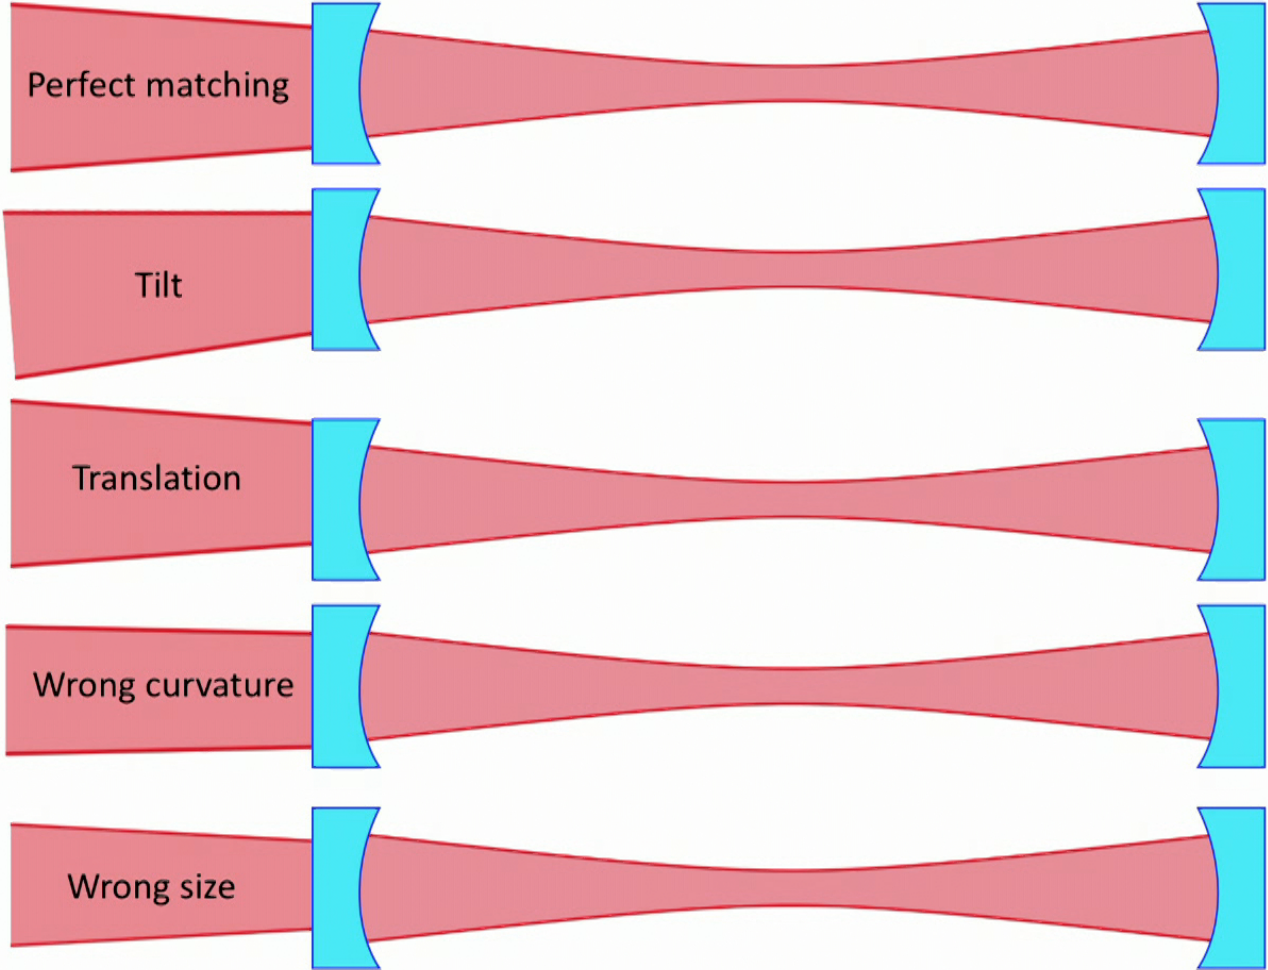 Perfect matching
Tilt
Translation
Wrong curvature
Wrong size